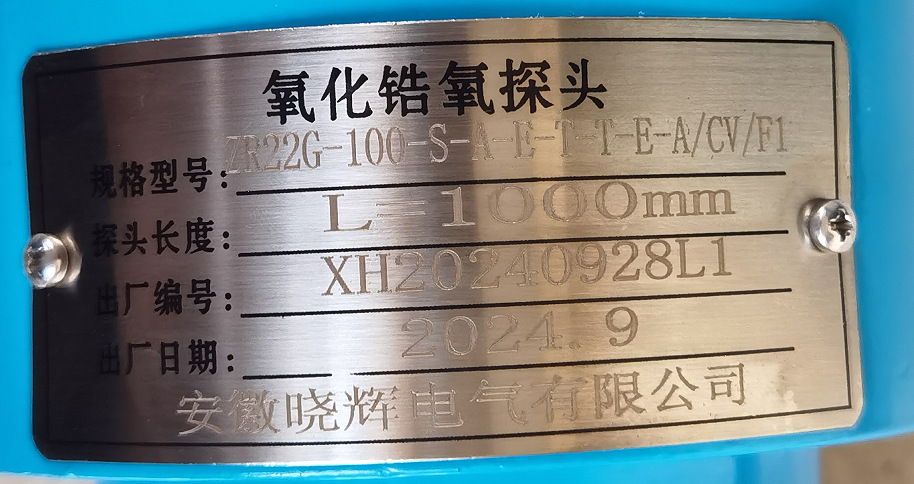 氧化锆氧探头
规格型号: ZR22G-100-S-A-E-T-T-E-A/CV/F1
探头长度: L=1000mm
出厂编号: XH20240928L1
出厂日期: 2024.9
安徽晓辉电气有限公司